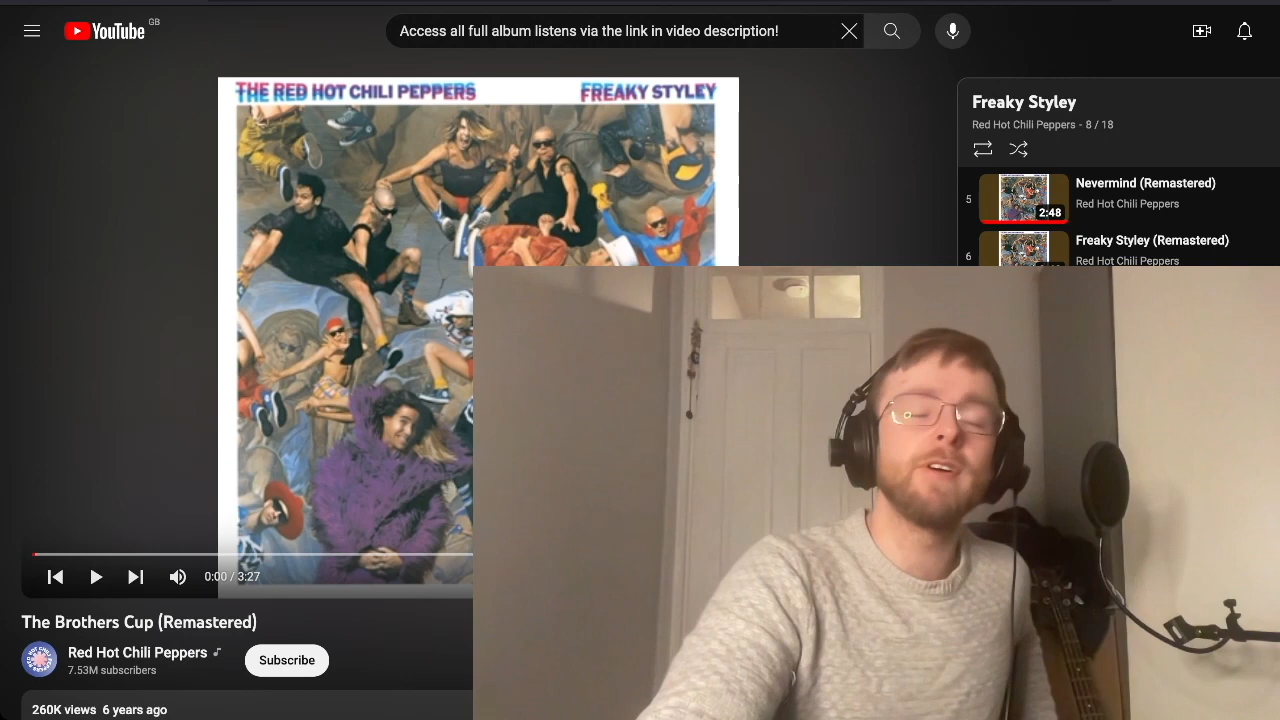 YouTube GB
Access all full album listens via the link in video description!
THE RED HOT CHILI PEPPERS
FREAKY STYLEY
Freaky Styley
Red Hot Chili Peppers - 8 / 18
5
Nevermind (Remastered)
2:48
Red Hot Chili Peppers
6
Freaky Styley (Remastered)
Red Hot Chili Peppers
0:00 / 3:27
The Brothers Cup (Remastered)
Red Hot Chili Peppers
7.53M subscribers
Subscribe
260K views 6 years ago